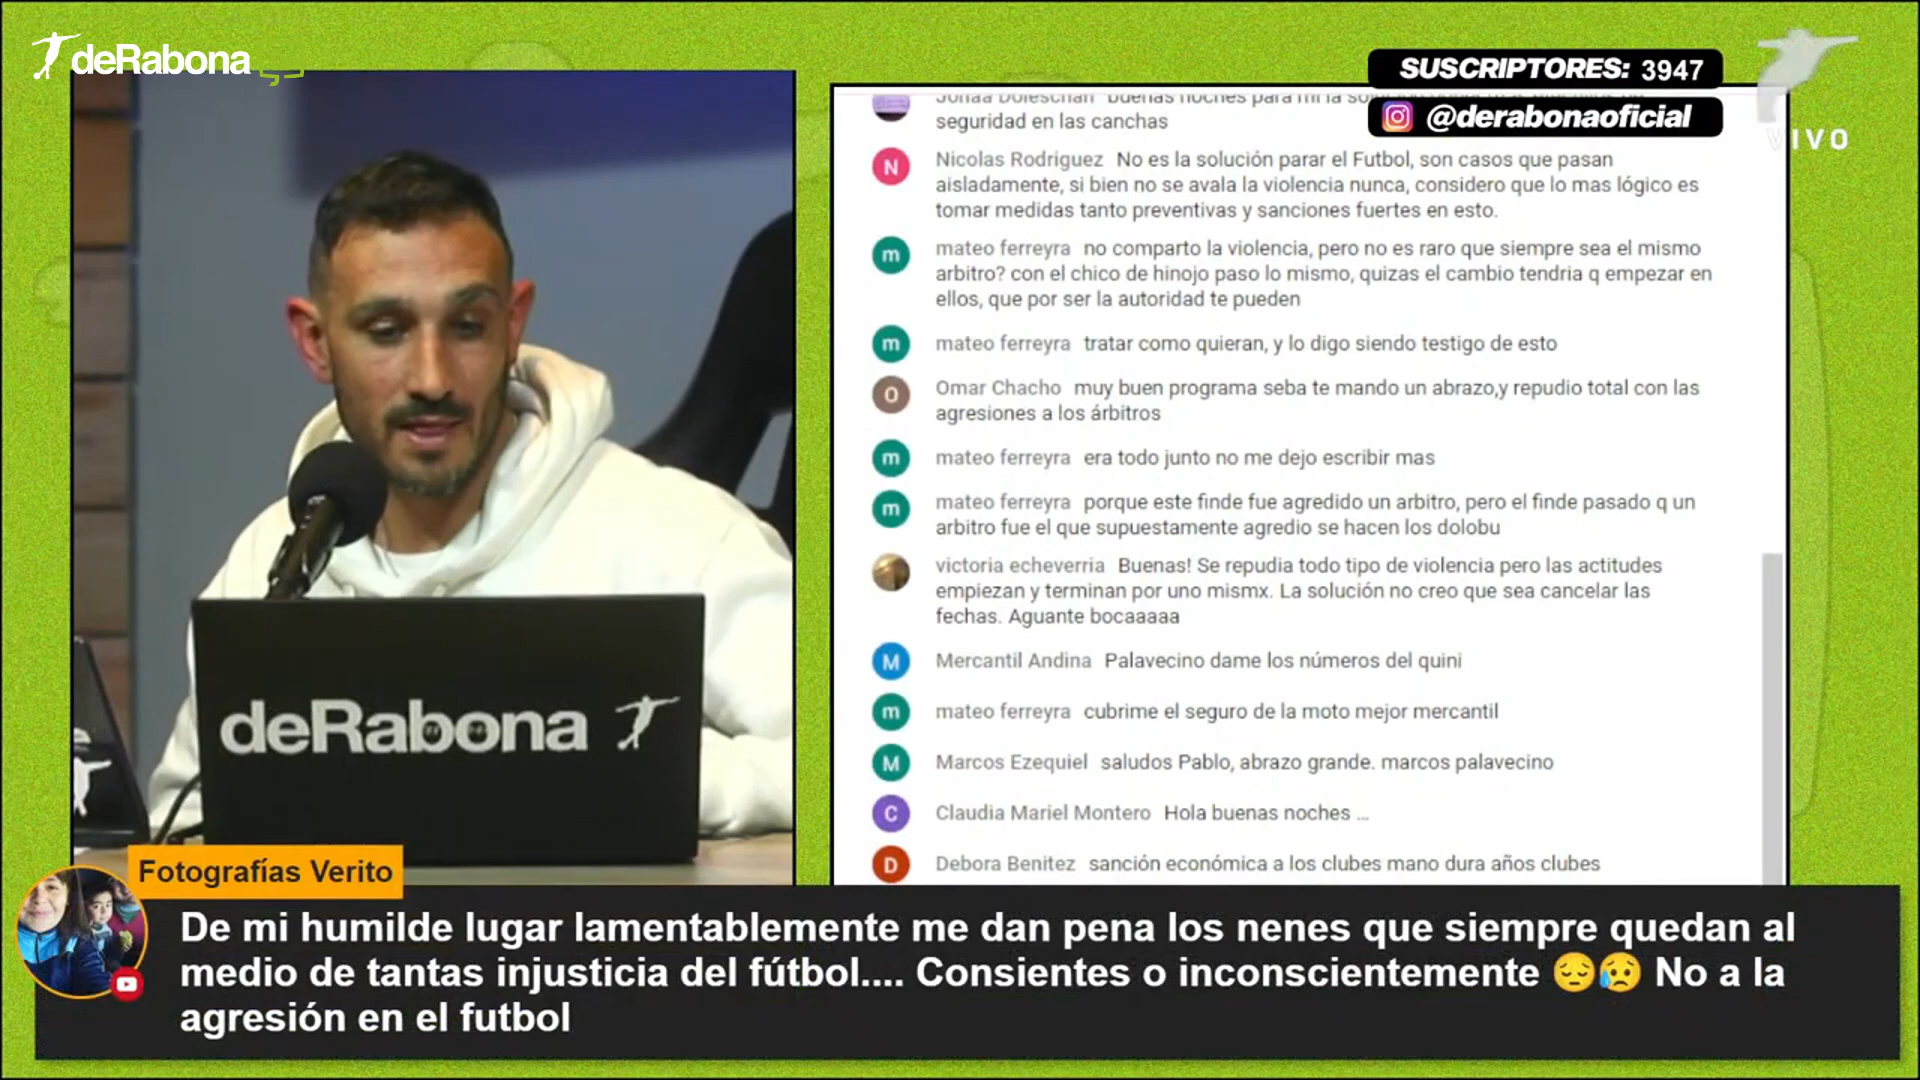 deRabona
SUSCRIPTORES: 3947
@derabonaoficial
VIVO
Jonaa Doleschan buenas noches para mi la
seguridad en las canchas
N
Nicolas Rodriguez No es la solución parar el Futbol, son casos que pasan
aisladamente, si bien no se avala la violencia nunca, considero que lo mas lógico es
tomar medidas tanto preventivas y sanciones fuertes en esto.
m
mateo ferreyra no comparto la violencia, pero no es raro que siempre sea el mismo
arbitro? con el chico de hinojo paso lo mismo, quizas el cambio tendria q empezar en
ellos, que por ser la autoridad te pueden
m
mateo ferreyra tratar como quieran, y lo digo siendo testigo de esto
O
Omar Chacho muy buen programa seba te mando un abrazo,y repudio total con las
agresiones a los árbitros
m
mateo ferreyra era todo junto no me dejo escribir mas
m
mateo ferreyra porque este finde fue agredido un arbitro, pero el finde pasado q un
arbitro fue el que supuestamente agredio se hacen los dolobu
victoria echeverria Buenas! Se repudia todo tipo de violencia pero las actitudes
empiezan y terminan por uno mismx. La solución no creo que sea cancelar las
fechas. Aguante bocaaaaa
M
Mercantil Andina Palavecino dame los números del quini
m
mateo ferreyra cubrime el seguro de la moto mejor mercantil
M
Marcos Ezequiel saludos Pablo, abrazo grande. marcos palavecino
C
Claudia Mariel Montero Hola buenas noches ...
D
Debora Benitez sanción económica a los clubes mano dura años clubes
deRabona
Fotografías Verito
De mi humilde lugar lamentablemente me dan pena los nenes que siempre quedan al
medio de tantas injusticia del fútbol.... Consientes o inconscientemente 😔😥 No a la
agresión en el futbol